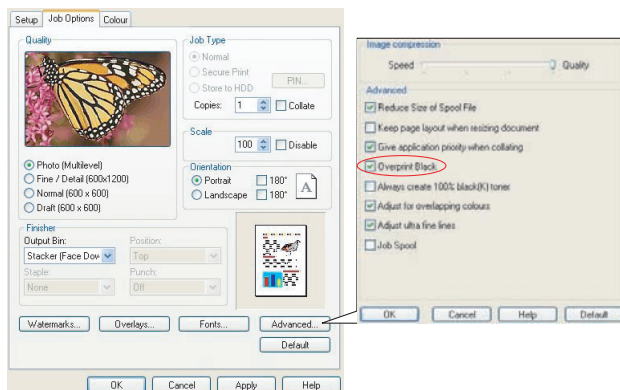 Setup Job Options Colour
Quality
Photo (Multilevel)
Fine / Detail (600x1200)
Normal (600 x 600)
Draft (600 x 600)
Job Type
Normal
Secure Print
Store to HDD
PIN...
Copies: 1 Collate
Scale
100 Disable
Orientation
Portrait 180°
Landscape 180°
A
Finisher
Output Bin: Position:
Stacker (Face Dow Top
Staple: Punch:
None Off
Watermarks... Overlays... Fonts... Advanced...
Default
OK Cancel Apply Help
Image compression
Speed Quality
Advanced
Reduce Size of Spool File
Keep page layout when resizing document
Give application priority when collating
Overprint Black
Always create 100% black(K) toner
Adjust for overlapping colours
Adjust ultra fine lines
Job Spool
OK Cancel Help Default